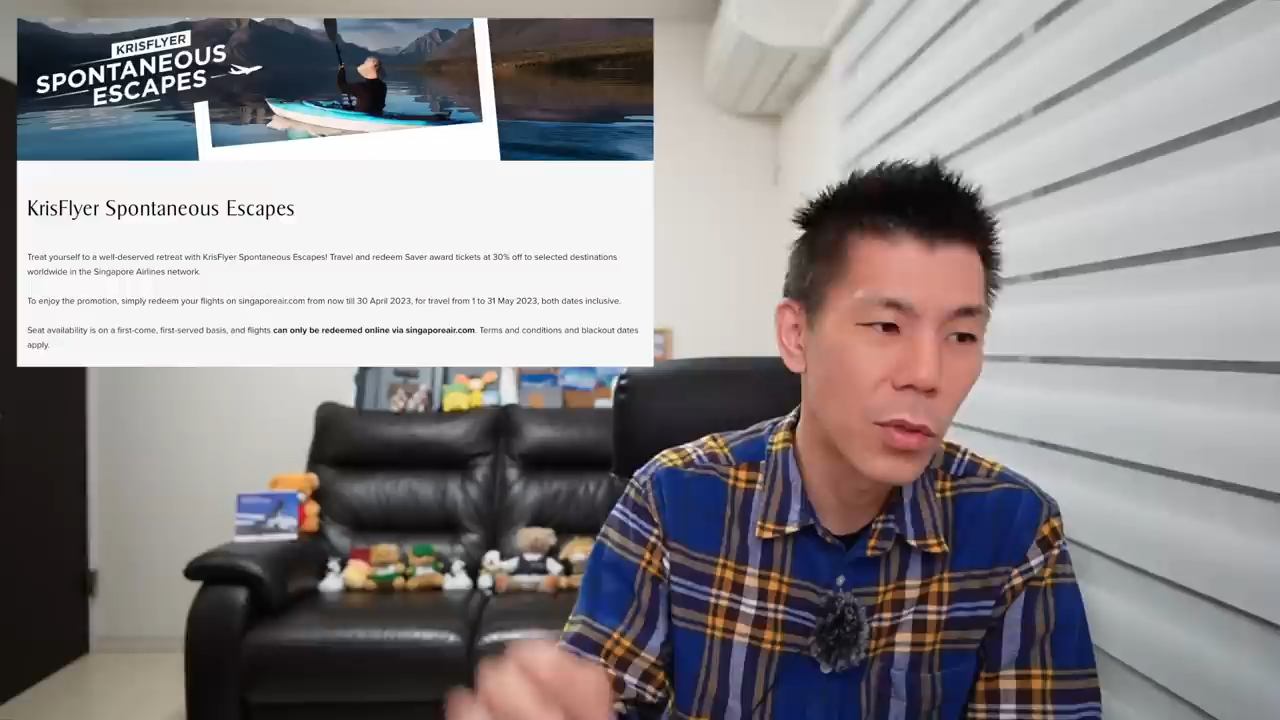 KRISFLYER
SPONTANEOUS
ESCAPES
KrisFlyer Spontaneous Escapes
Treat yourself to a well-deserved retreat with KrisFlyer Spontaneous Escapes! Travel and redeem Saver award tickets at 30% off to selected destinations
worldwide in the Singapore Airlines network.
To enjoy the promotion, simply redeem your flights on singaporeair.com from now till 30 April 2023, for travel from 1 to 31 May 2023, both dates inclusive.
Seat availability is on a first-come, first-served basis, and flights can only be redeemed online via singaporeair.com. Terms and conditions and blackout dates
apply.